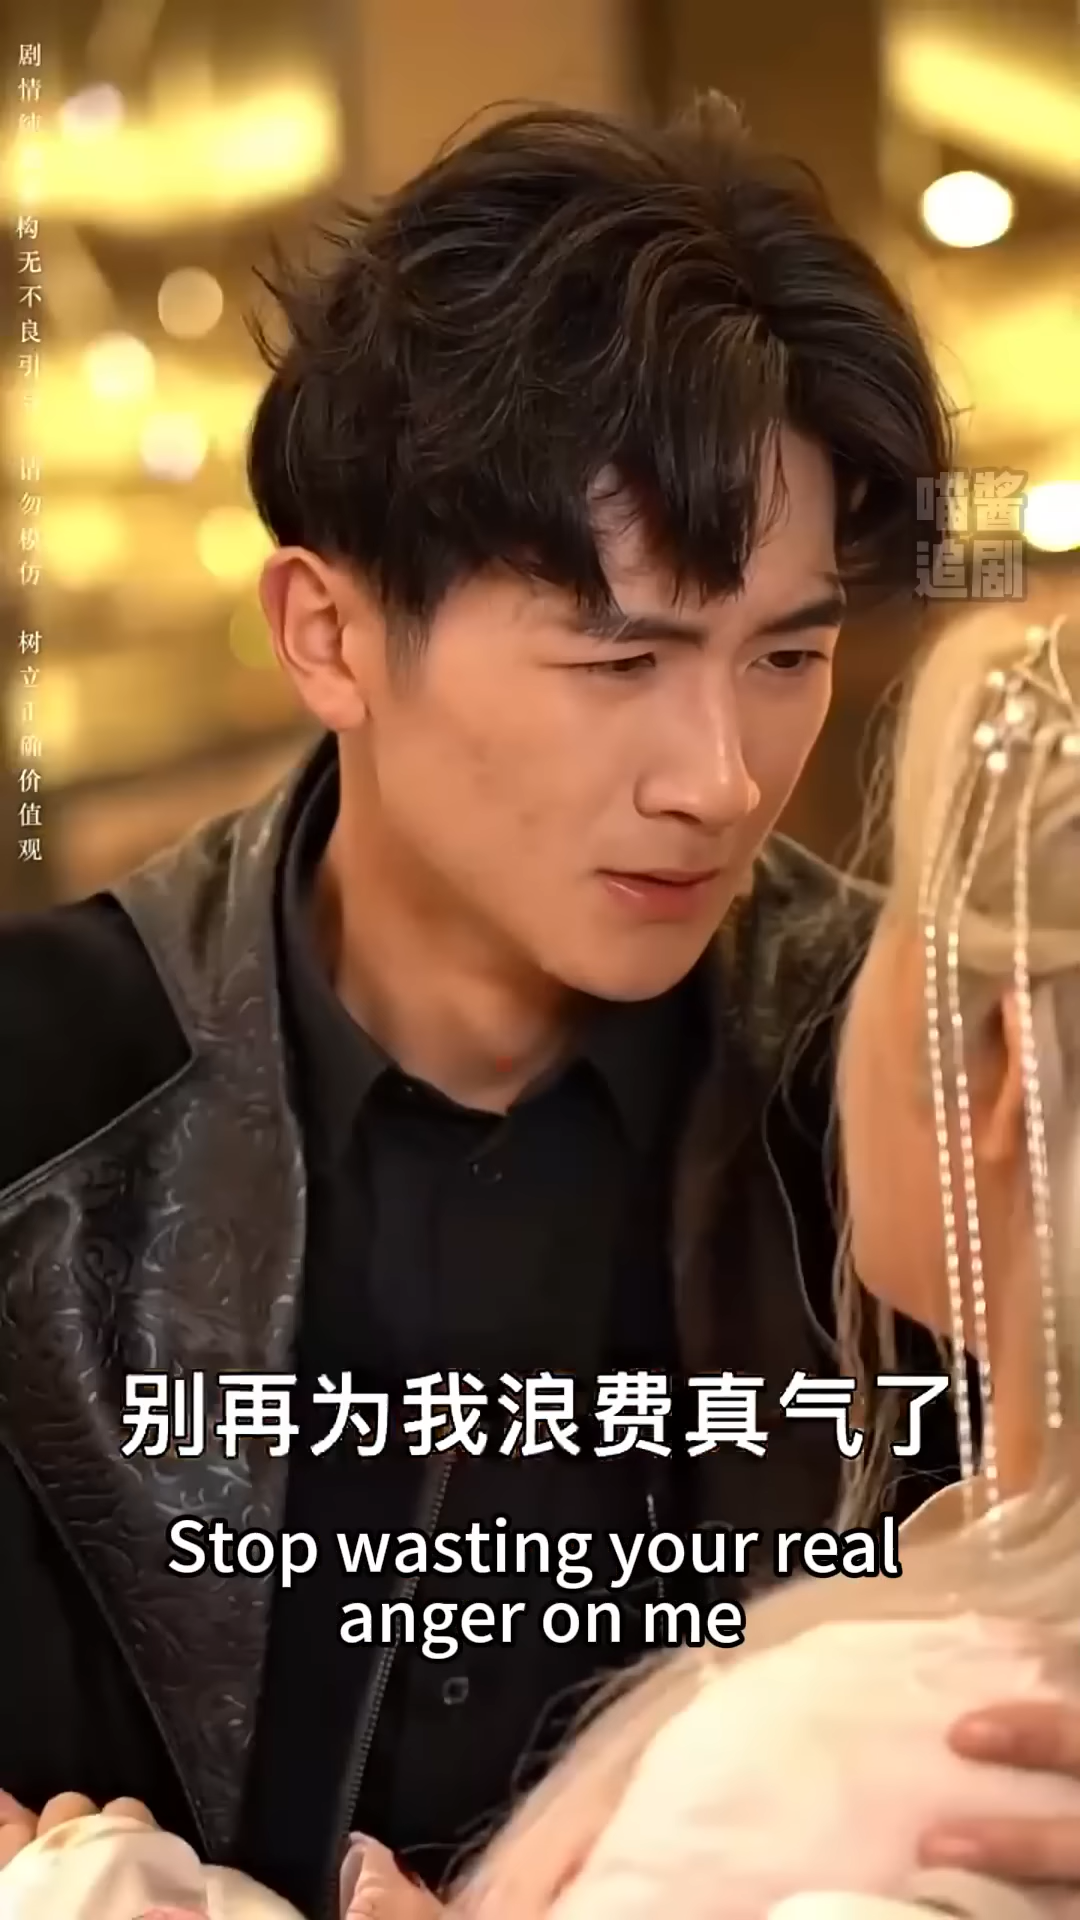 剧情
构无不良引
请勿模仿
树立正确价值观
喵酱
追剧
别再为我浪费真气了
Stop wasting your real
anger on me